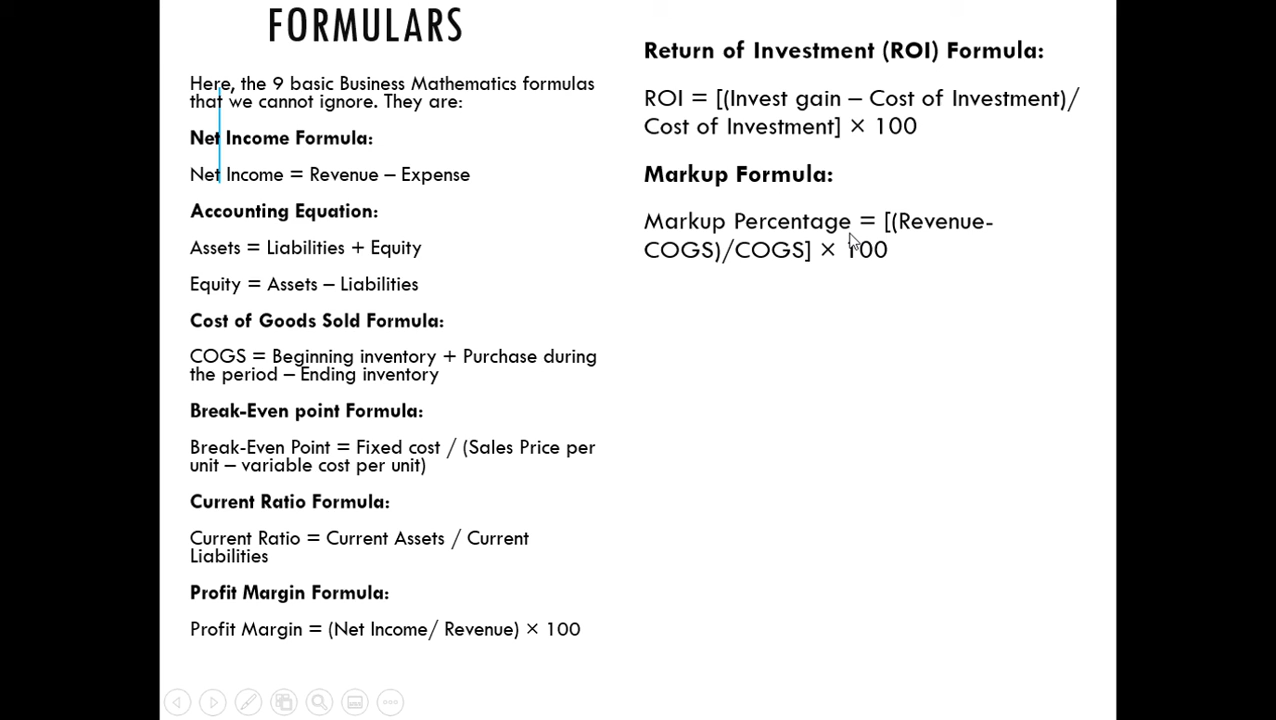 FORMULARS
Here, the 9 basic Business Mathematics formulas
that we cannot ignore. They are:
Net Income Formula:
Net Income = Revenue – Expense
Accounting Equation:
Assets = Liabilities + Equity
Equity = Assets – Liabilities
Cost of Goods Sold Formula:
COGS = Beginning inventory + Purchase during
the period – Ending inventory
Break-Even point Formula:
Break-Even Point = Fixed cost / (Sales Price per
unit – variable cost per unit)
Current Ratio Formula:
Current Ratio = Current Assets / Current
Liabilities
Profit Margin Formula:
Profit Margin = (Net Income/ Revenue) × 100
Return of Investment (ROI) Formula:
ROI = [(Invest gain – Cost of Investment)/
Cost of Investment] × 100
Markup Formula:
Markup Percentage = [(Revenue-
COGS)/COGS] × 100